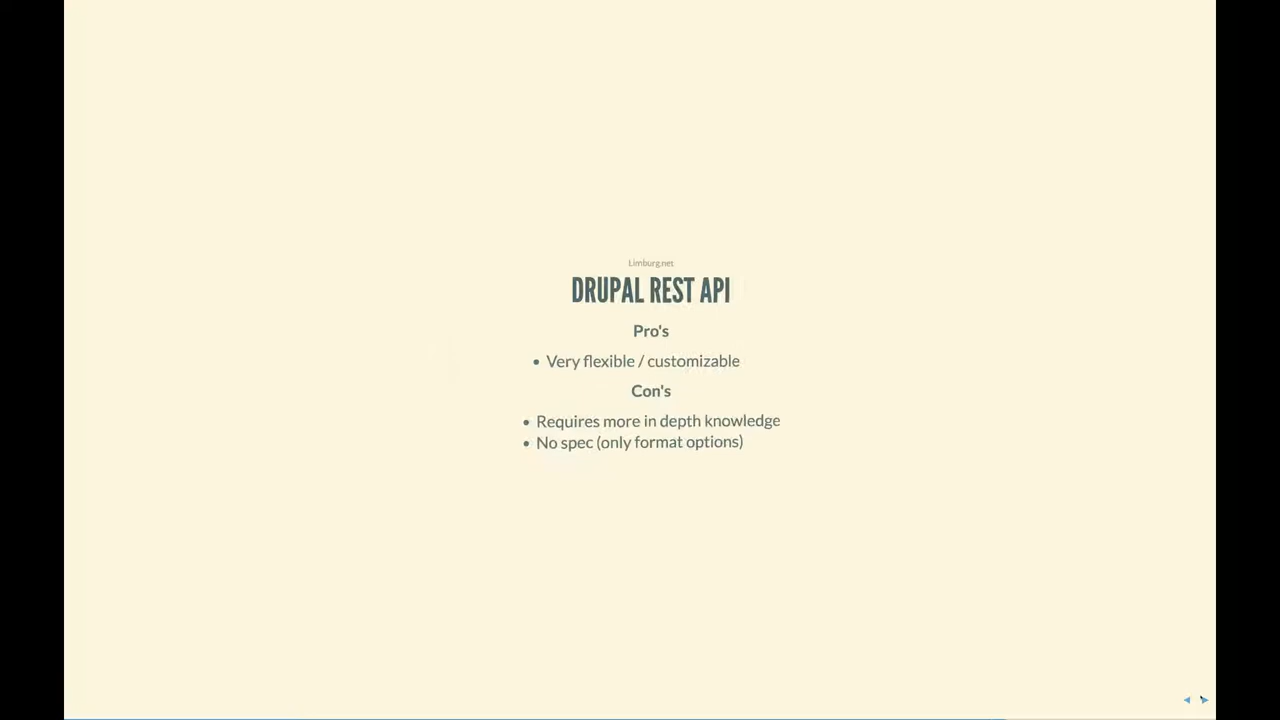 Limburg.net
DRUPAL REST API
Pro's
• Very flexible / customizable
Con's
• Requires more in depth knowledge
• No spec (only format options)